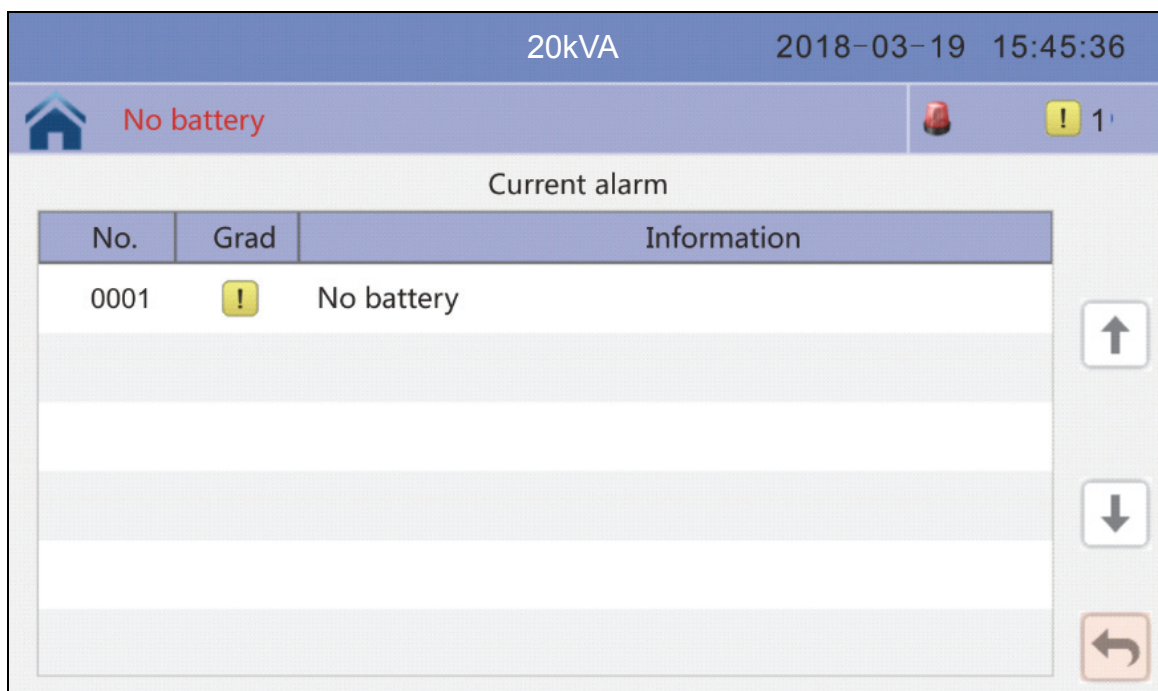 20kVA 2018-03-19 15:45:36
No battery ! 1
Current alarm
No. Grad Information
0001 ! No battery